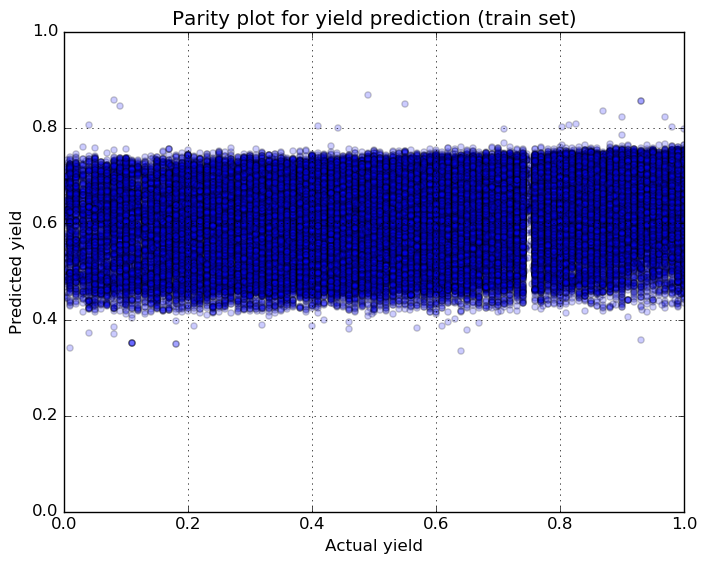 Parity plot for yield prediction (train set)
1.0
0.8
0.6
0.4
0.2
0.0
Predicted yield
0.0 0.2 0.4 0.6 0.8 1.0
Actual yield